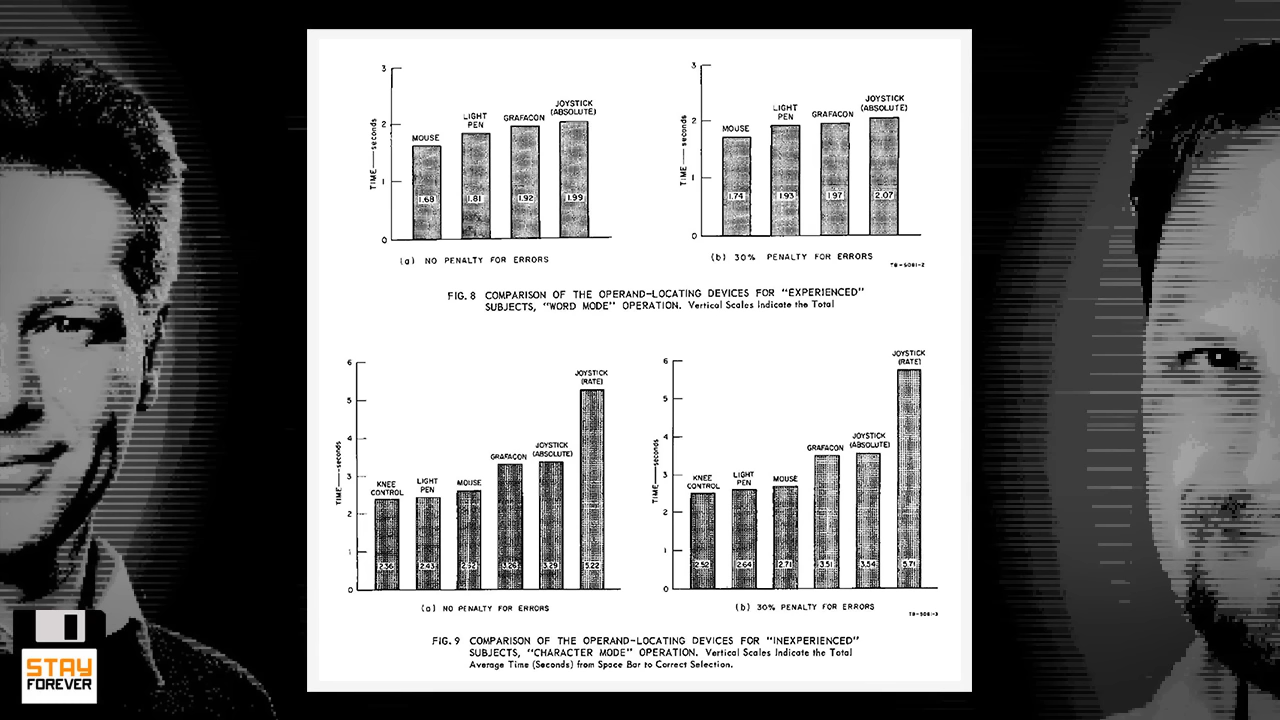 3
2
1
0
TIME—seconds
MOUSE
LIGHT
PEN
GRAFACON
JOYSTICK
(ABSOLUTE)
1.68
1.81
1.92
1.99
(a) NO PENALTY FOR ERRORS
3
2
1
0
TIME—seconds
MOUSE
LIGHT
PEN
GRAFACON
JOYSTICK
(ABSOLUTE)
1.74
1.93
1.97
2.07
(b) 30% PENALTY FOR ERRORS
TB-5081-2
FIG. 8 COMPARISON OF THE OPERAND-LOCATING DEVICES FOR "EXPERIENCED"
SUBJECTS, "WORD MODE" OPERATION. Vertical Scales Indicate the Total
6
5
4
3
2
1
0
TIME—seconds
KNEE
CONTROL
LIGHT
PEN
MOUSE
GRAFACON
JOYSTICK
(ABSOLUTE)
JOYSTICK
(RATE)
2.43
5.22
(a) NO PENALTY FOR ERRORS
6
5
4
3
2
1
0
TIME—seconds
KNEE
CONTROL
LIGHT
PEN
MOUSE
GRAFACON
JOYSTICK
(ABSOLUTE)
JOYSTICK
(RATE)
2.52
2.64
2.71
3.51
3.54
5.71
(b) 30% PENALTY FOR ERRORS
TB-5081-3
FIG. 9 COMPARISON OF THE OPERAND-LOCATING DEVICES FOR "INEXPERIENCED"
SUBJECTS, "CHARACTER MODE" OPERATION. Vertical Scales Indicate the Total
Average Time (Seconds) from Space Bar to Correct Selection.
STAY
FOREVER